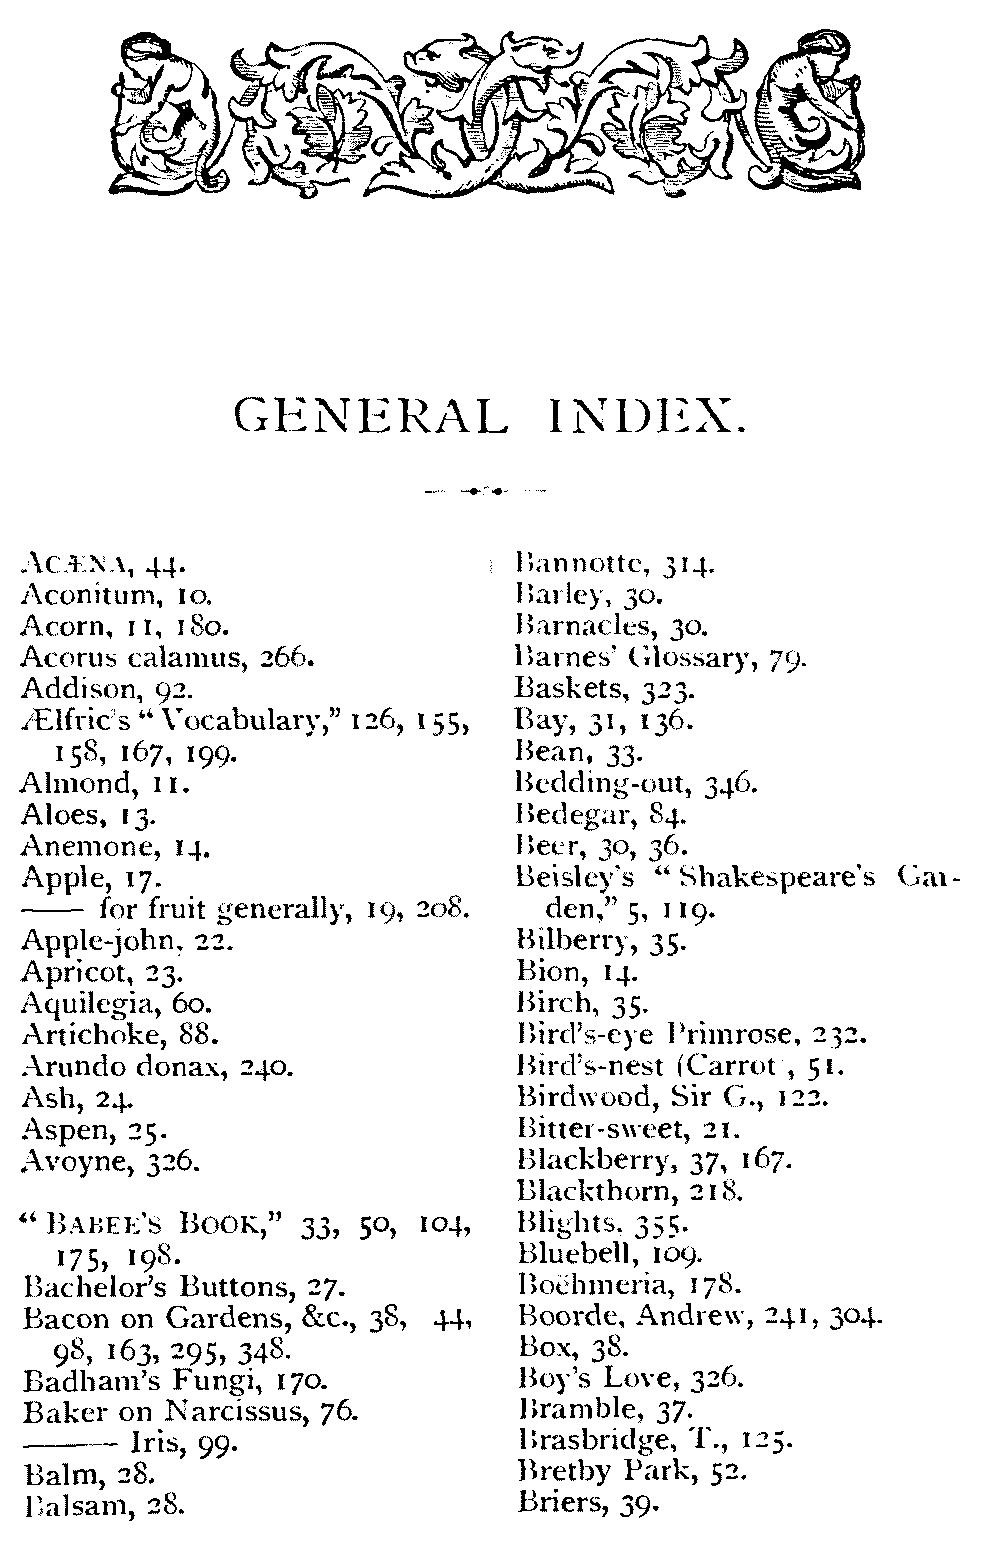 GENERAL INDEX.
ACÆNA, 44.
Aconitum, 10.
Acorn, 11, 180.
Acorus calamus, 266.
Addison, 92.
Ælfric's “Vocabulary,” 126, 155,
158, 167, 199.
Almond, 11.
Aloes, 13.
Anemone, 14.
Apple, 17.
—— for fruit generally, 19, 208.
Apple-john, 22.
Apricot, 23.
Aquilegia, 60.
Artichoke, 88.
Arundo donax, 240.
Ash, 24.
Aspen, 25.
Avoyne, 326.
“BABEE'S BOOK,” 33, 50, 104,
175, 198.
Bachelor's Buttons, 27.
Bacon on Gardens, &c., 38, 44,
98, 163, 295, 348.
Badham's Fungi, 170.
Baker on Narcissus, 76.
——— Iris, 99.
Balm, 28.
Balsam, 28.
Bannotte, 314.
Barley, 30.
Barnacles, 30.
Barnes' Glossary, 79.
Baskets, 323.
Bay, 31, 136.
Bean, 33.
Bedding-out, 346.
Bedegar, 84.
Beer, 30, 36.
Beisley's “Shakespeare's Gar-
den,” 5, 119.
Bilberry, 35.
Bion, 14.
Birch, 35.
Bird's-eye Primrose, 232.
Bird's-nest (Carrot , 51.
Birdwood, Sir G., 122.
Bitter-sweet, 21.
Blackberry, 37, 167.
Blackthorn, 218.
Blights, 355.
Bluebell, 109.
Boëhmeria, 178.
Boorde, Andrew, 241, 304.
Box, 38.
Boy's Love, 326.
Bramble, 37.
Brasbridge, T., 125.
Bretby Park, 52.
Briers, 39.